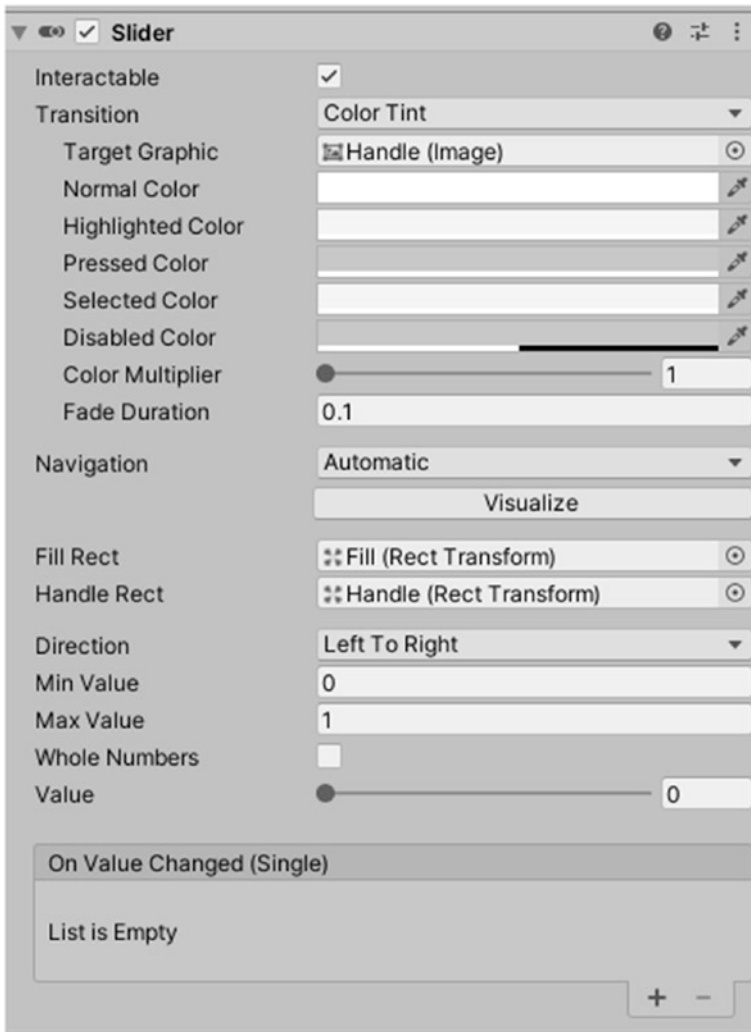 Slider
Interactable
Transition Color Tint
Target Graphic Handle (Image)
Normal Color
Highlighted Color
Pressed Color
Selected Color
Disabled Color
Color Multiplier 1
Fade Duration 0.1
Navigation Automatic
Visualize
Fill Rect Fill (Rect Transform)
Handle Rect Handle (Rect Transform)
Direction Left To Right
Min Value 0
Max Value 1
Whole Numbers
Value 0
On Value Changed (Single)
List is Empty
+ −